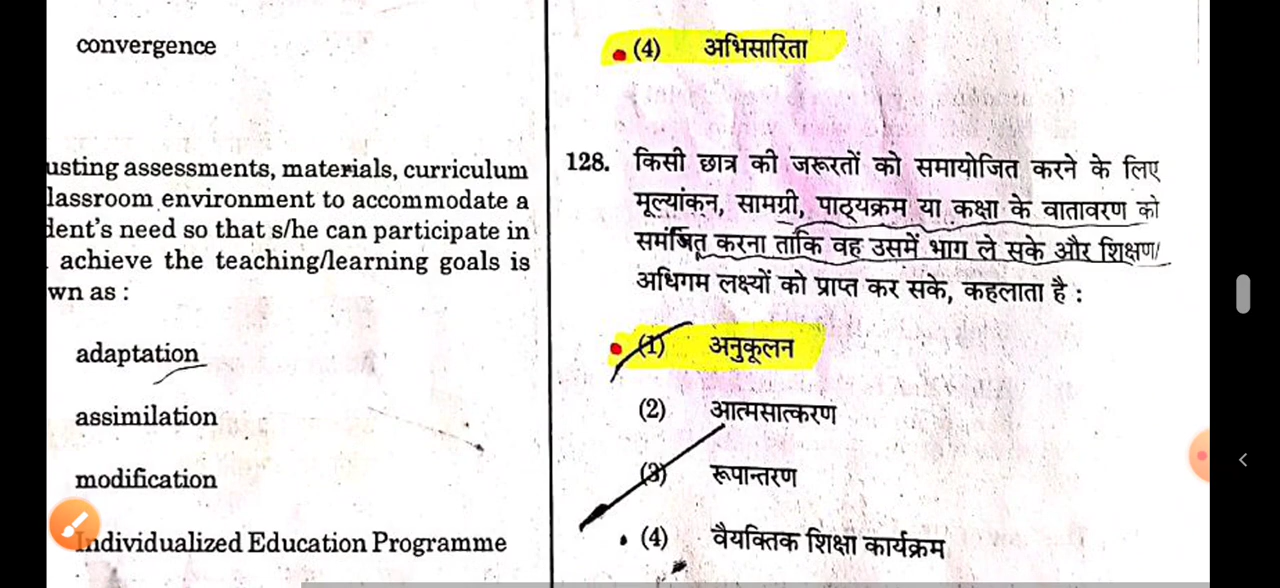 convergence
usting assessments, materials, curriculum
lassroom environment to accommodate a
dent's need so that s/he can participate in
achieve the teaching/learning goals is
wn as :
adaptation
assimilation
modification
Individualized Education Programme
(4) अभिसारिता
128. किसी छात्र की जरूरतों को समायोजित करने के लिए
मूल्यांकन, सामग्री, पाठ्यक्रम या कक्षा के वातावरण को
समंजित करना ताकि वह उसमें भाग ले सके और शिक्षण/
अधिगम लक्ष्यों को प्राप्त कर सके, कहलाता है :
(1) अनुकूलन
(2) आत्मसात्करण
(3) रूपान्तरण
(4) वैयक्तिक शिक्षा कार्यक्रम